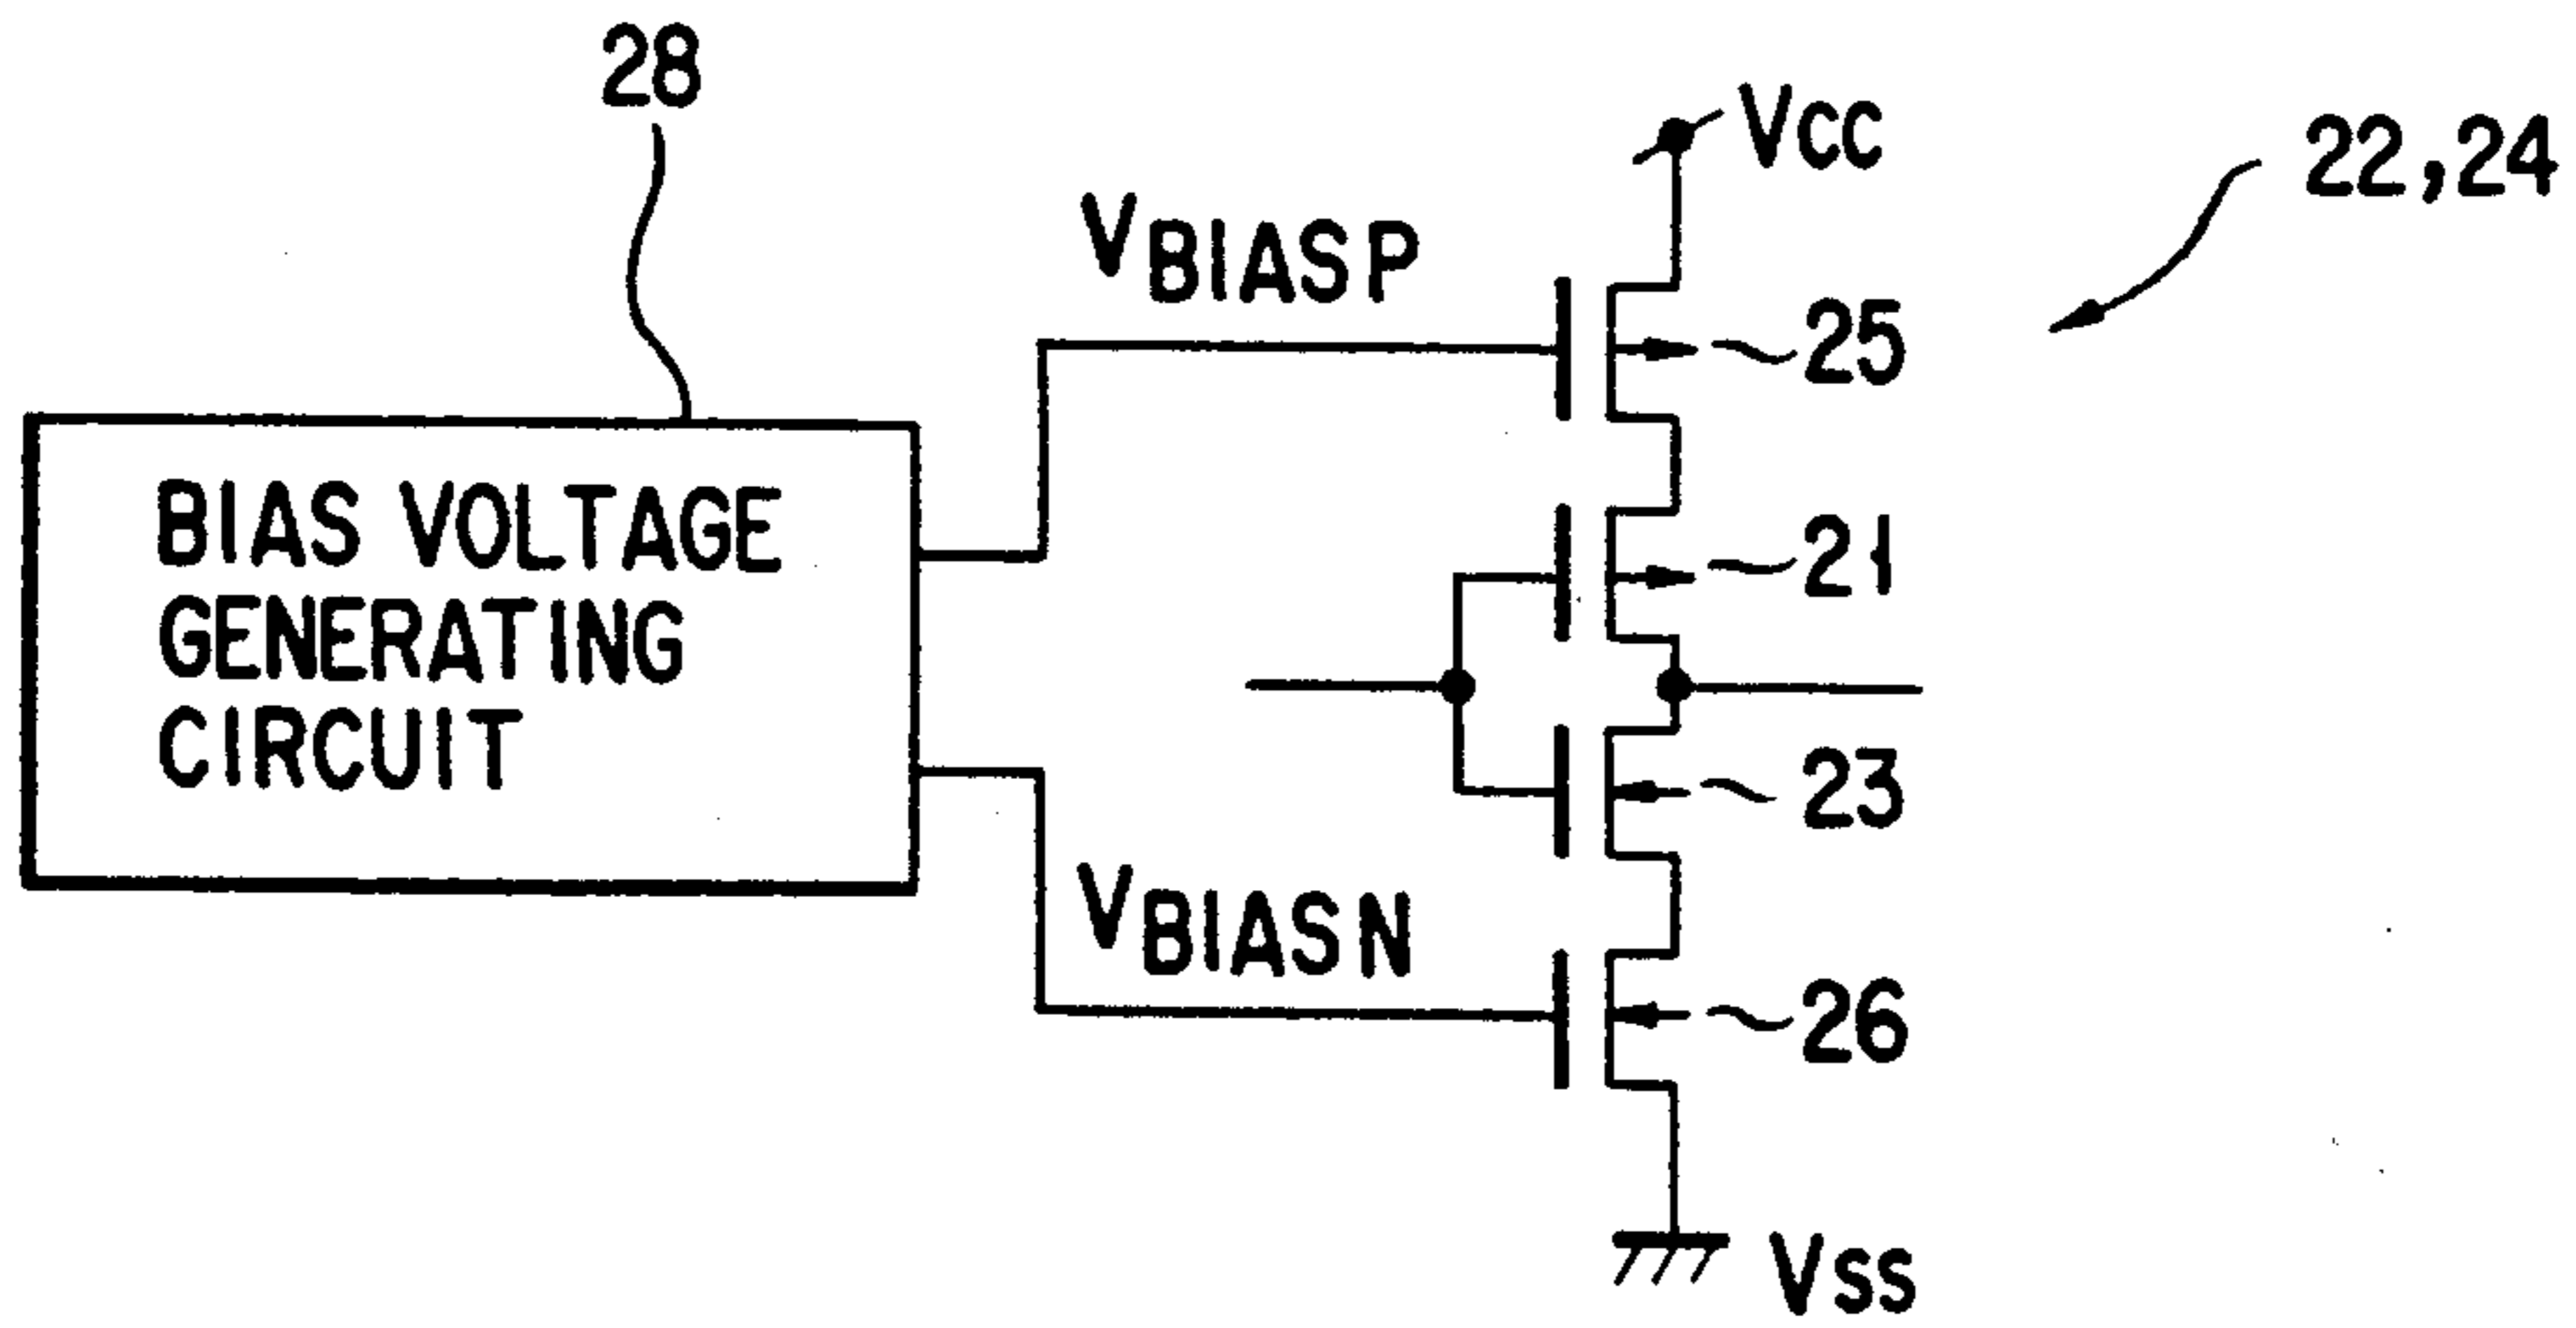 28
VCC
22,24
VBIASP
25
BIAS VOLTAGE
GENERATING
CIRCUIT
21
23
VBIASN
26
VSS